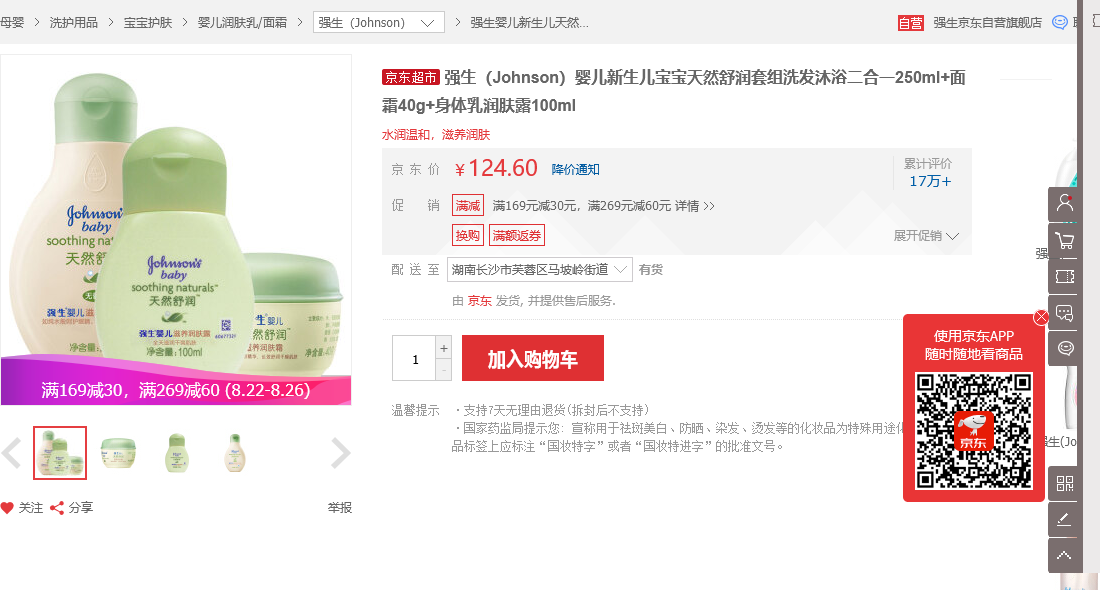 母婴 > 洗护用品 > 宝宝护肤 > 婴儿润肤乳/面霜 > 强生（Johnson） > 强生婴儿新生儿天然...
自营 强生京东自营旗舰店
京东超市 强生（Johnson）婴儿新生儿宝宝天然舒润套组洗发沐浴二合一250ml+面
霜40g+身体乳润肤露100ml
水润温和，滋养润肤
京东价 ￥124.60 降价通知
累计评价
17万+
促销 满减 满169元减30元，满269元减60元 详情 >>
换购 满额返券
展开促销
配送至 湖南长沙市芙蓉区马坡岭街道 有货
由 京东 发货, 并提供售后服务.
1
+
-
加入购物车
温馨提示 ·支持7天无理由退货(拆封后不支持)
·国家药监局提示您：宣称用于祛斑美白、防晒、染发、烫发等的化妆品为特殊用途化
品标签上应标注“国妆特字”或者“国妆特进字”的批准文号。
Johnson's
baby
soothing
天然舒
Johnson's
baby
soothing naturals™
天然舒润™
强生婴儿滋养润肤露
净含量:100ml
满169减30，满269减60 (8.22-8.26)
关注 分享 举报
使用京东APP
随时随地看商品
京东
强
强生(Jo